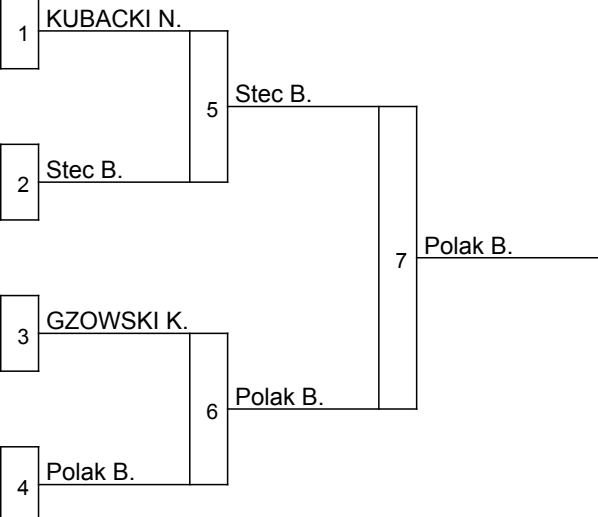 1
KUBACKI N.
5
Stec B.
2
Stec B.
7
Polak B.
3
GZOWSKI K.
6
Polak B.
4
Polak B.